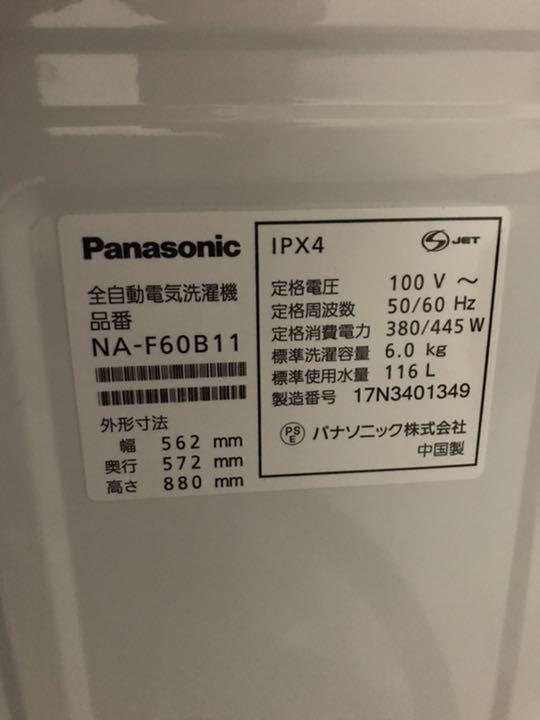 Panasonic
全自動電気洗濯機
品番
NA-F60B11
外形寸法
幅 562 mm
奥行 572 mm
高さ 880 mm
IPX4
S JET
定格電圧 100 V ～
定格周波数 50/60 Hz
定格消費電力 380/445 W
標準洗濯容量 6.0 kg
標準使用水量 116 L
製造番号 17N3401349
PS E パナソニック株式会社
中国製